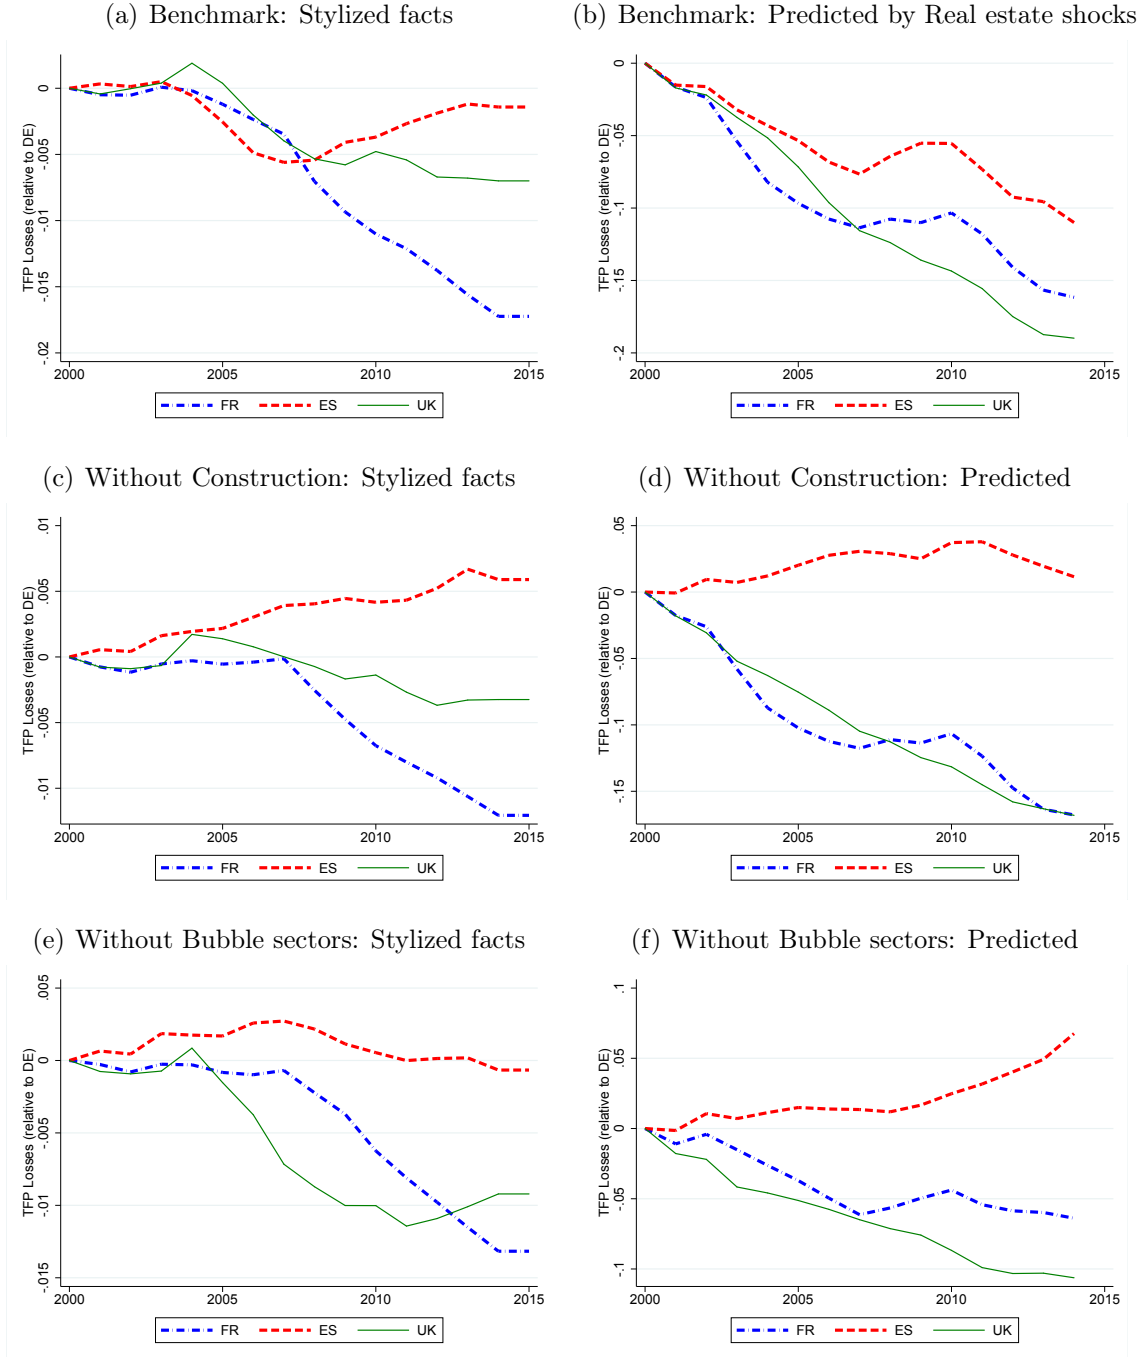 (a) Benchmark: Stylized facts
(b) Benchmark: Predicted by Real estate shocks
TFP Losses (relative to DE)
0
-.005
-.01
-.015
-.02
2000 2005 2010 2015
FR ES UK
TFP Losses (relative to DE)
0
-.05
-.1
-.15
-.2
2000 2005 2010 2015
FR ES UK
(c) Without Construction: Stylized facts
(d) Without Construction: Predicted
TFP Losses (relative to DE)
.01
.005
0
-.005
-.01
2000 2005 2010 2015
FR ES UK
TFP Losses (relative to DE)
.05
0
-.05
-.1
-.15
2000 2005 2010 2015
FR ES UK
(e) Without Bubble sectors: Stylized facts
(f) Without Bubble sectors: Predicted
TFP Losses (relative to DE)
.005
0
-.005
-.01
-.015
2000 2005 2010 2015
FR ES UK
TFP Losses (relative to DE)
.1
.05
0
-.05
-.1
2000 2005 2010 2015
FR ES UK